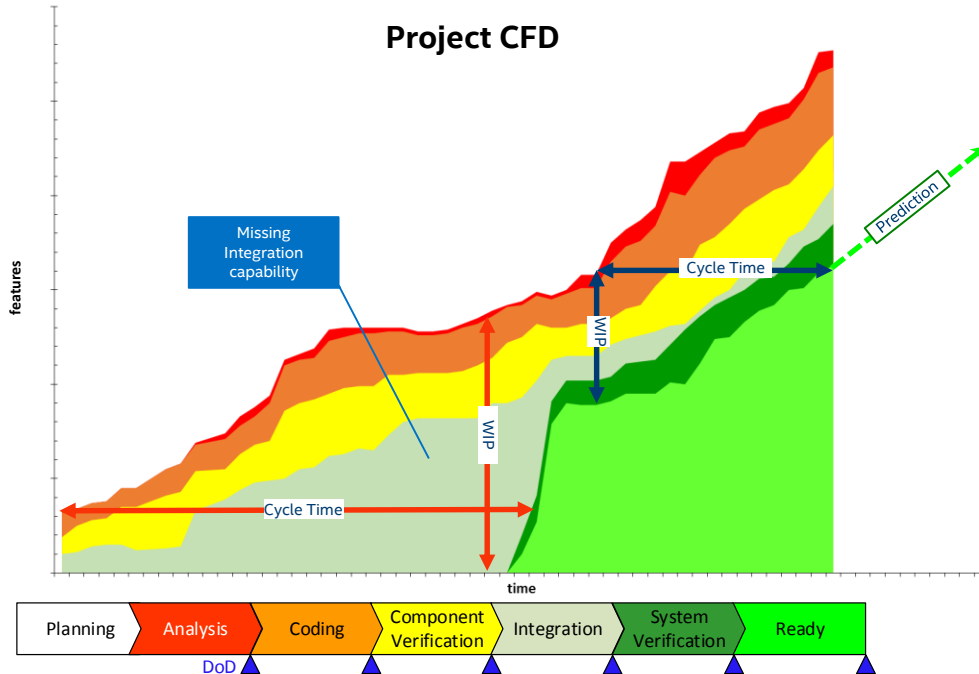 Project CFD
features
Missing
Integration
capability
Cycle Time
WIP
Prediction
WIP
Cycle Time
time
Planning
Analysis
Coding
Component
Verification
Integration
System
Verification
Ready
DoD